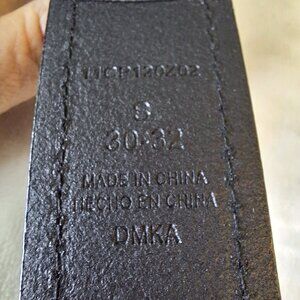 11CP120Z02
S
30-32
MADE IN CHINA
HECHO EN CHINA
DMKA